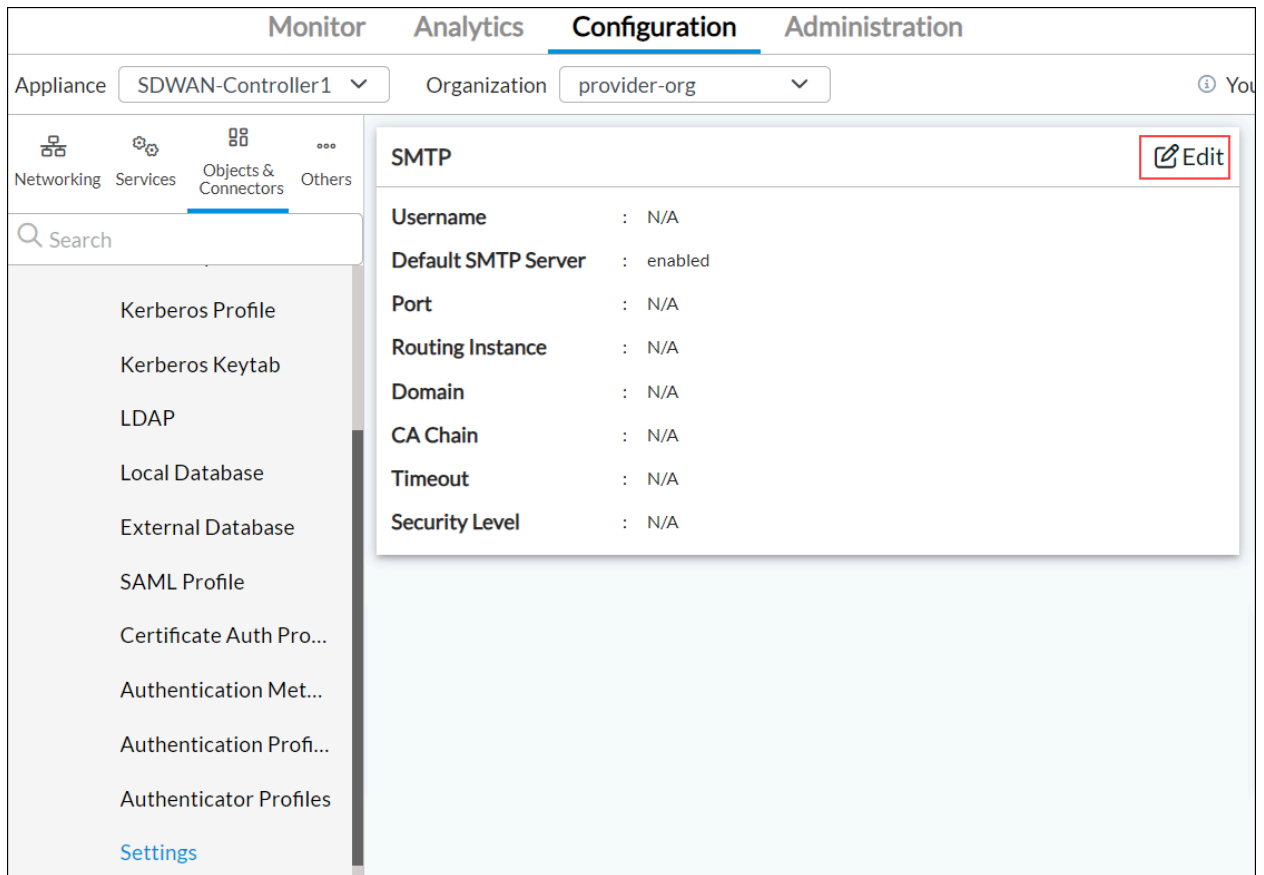 Monitor Analytics Configuration Administration
Appliance SDWAN-Controller1 Organization provider-org You
Networking Services Objects & Connectors Others
Search
SMTP Edit
Username : N/A
Default SMTP Server : enabled
Port : N/A
Routing Instance : N/A
Domain : N/A
CA Chain : N/A
Timeout : N/A
Security Level : N/A
Kerberos Profile
Kerberos Keytab
LDAP
Local Database
External Database
SAML Profile
Certificate Auth Pro...
Authentication Met...
Authentication Profi...
Authenticator Profiles
Settings